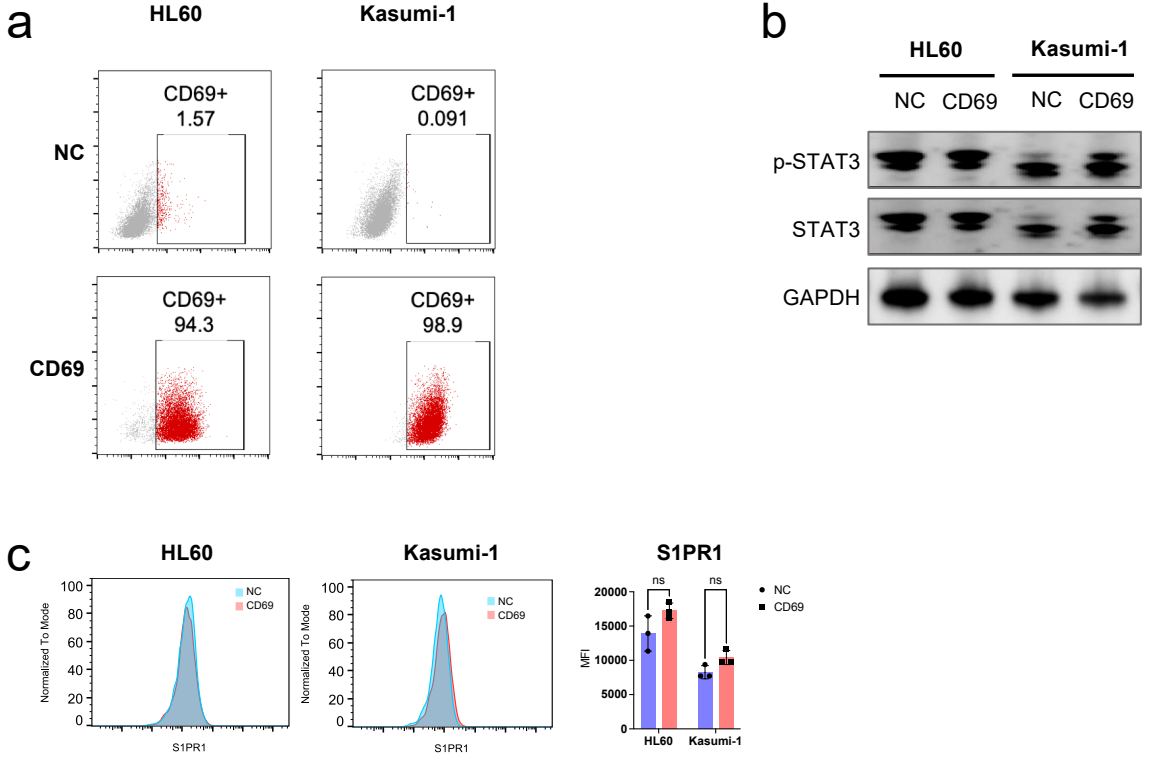 a
HL60
Kasumi-1
NC
CD69+
1.57
CD69+
0.091
CD69
CD69+
94.3
CD69+
98.9
b
HL60
Kasumi-1
NC
CD69
NC
CD69
p-STAT3
STAT3
GAPDH
c
HL60
Normalized To Mode
100
80
60
40
20
0
NC
CD69
S1PR1
Kasumi-1
Normalized To Mode
100
80
60
40
20
0
NC
CD69
S1PR1
S1PR1
MFI
20000
15000
10000
5000
0
ns
ns
HL60
Kasumi-1
NC
CD69